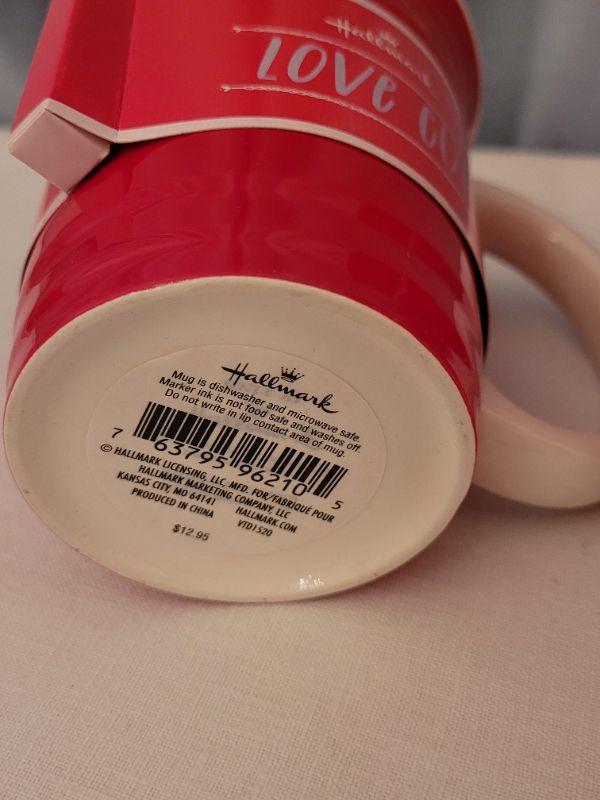 Hallmark
LOVE
Hallmark
Mug is dishwasher and microwave safe.
Marker ink is not food safe and washes off.
Do not write in lip contact area of mug.
7 63795 96210 5
© HALLMARK LICENSING, LLC MFD. FOR/FABRIQUÉ POUR
HALLMARK MARKETING COMPANY, LLC
KANSAS CITY, MO 64141 HALLMARK.COM
PRODUCED IN CHINA VTD1520
$12.95